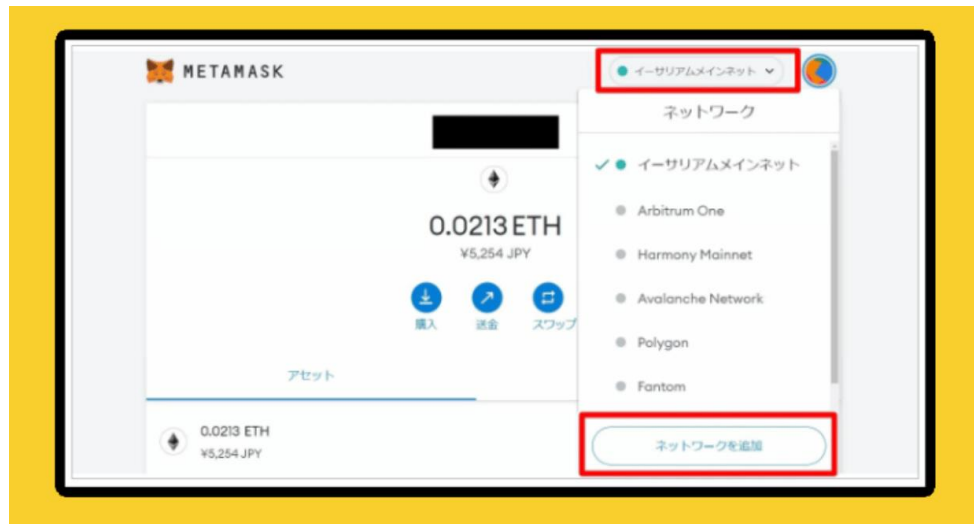 METAMASK
イーサリアムメインネット
ネットワーク
イーサリアムメインネット
Arbitrum One
Harmony Mainnet
Avalanche Network
Polygon
Fantom
ネットワークを追加
0.0213 ETH
¥5,254 JPY
購入
送金
スワップ
アセット
0.0213 ETH
¥5,254 JPY